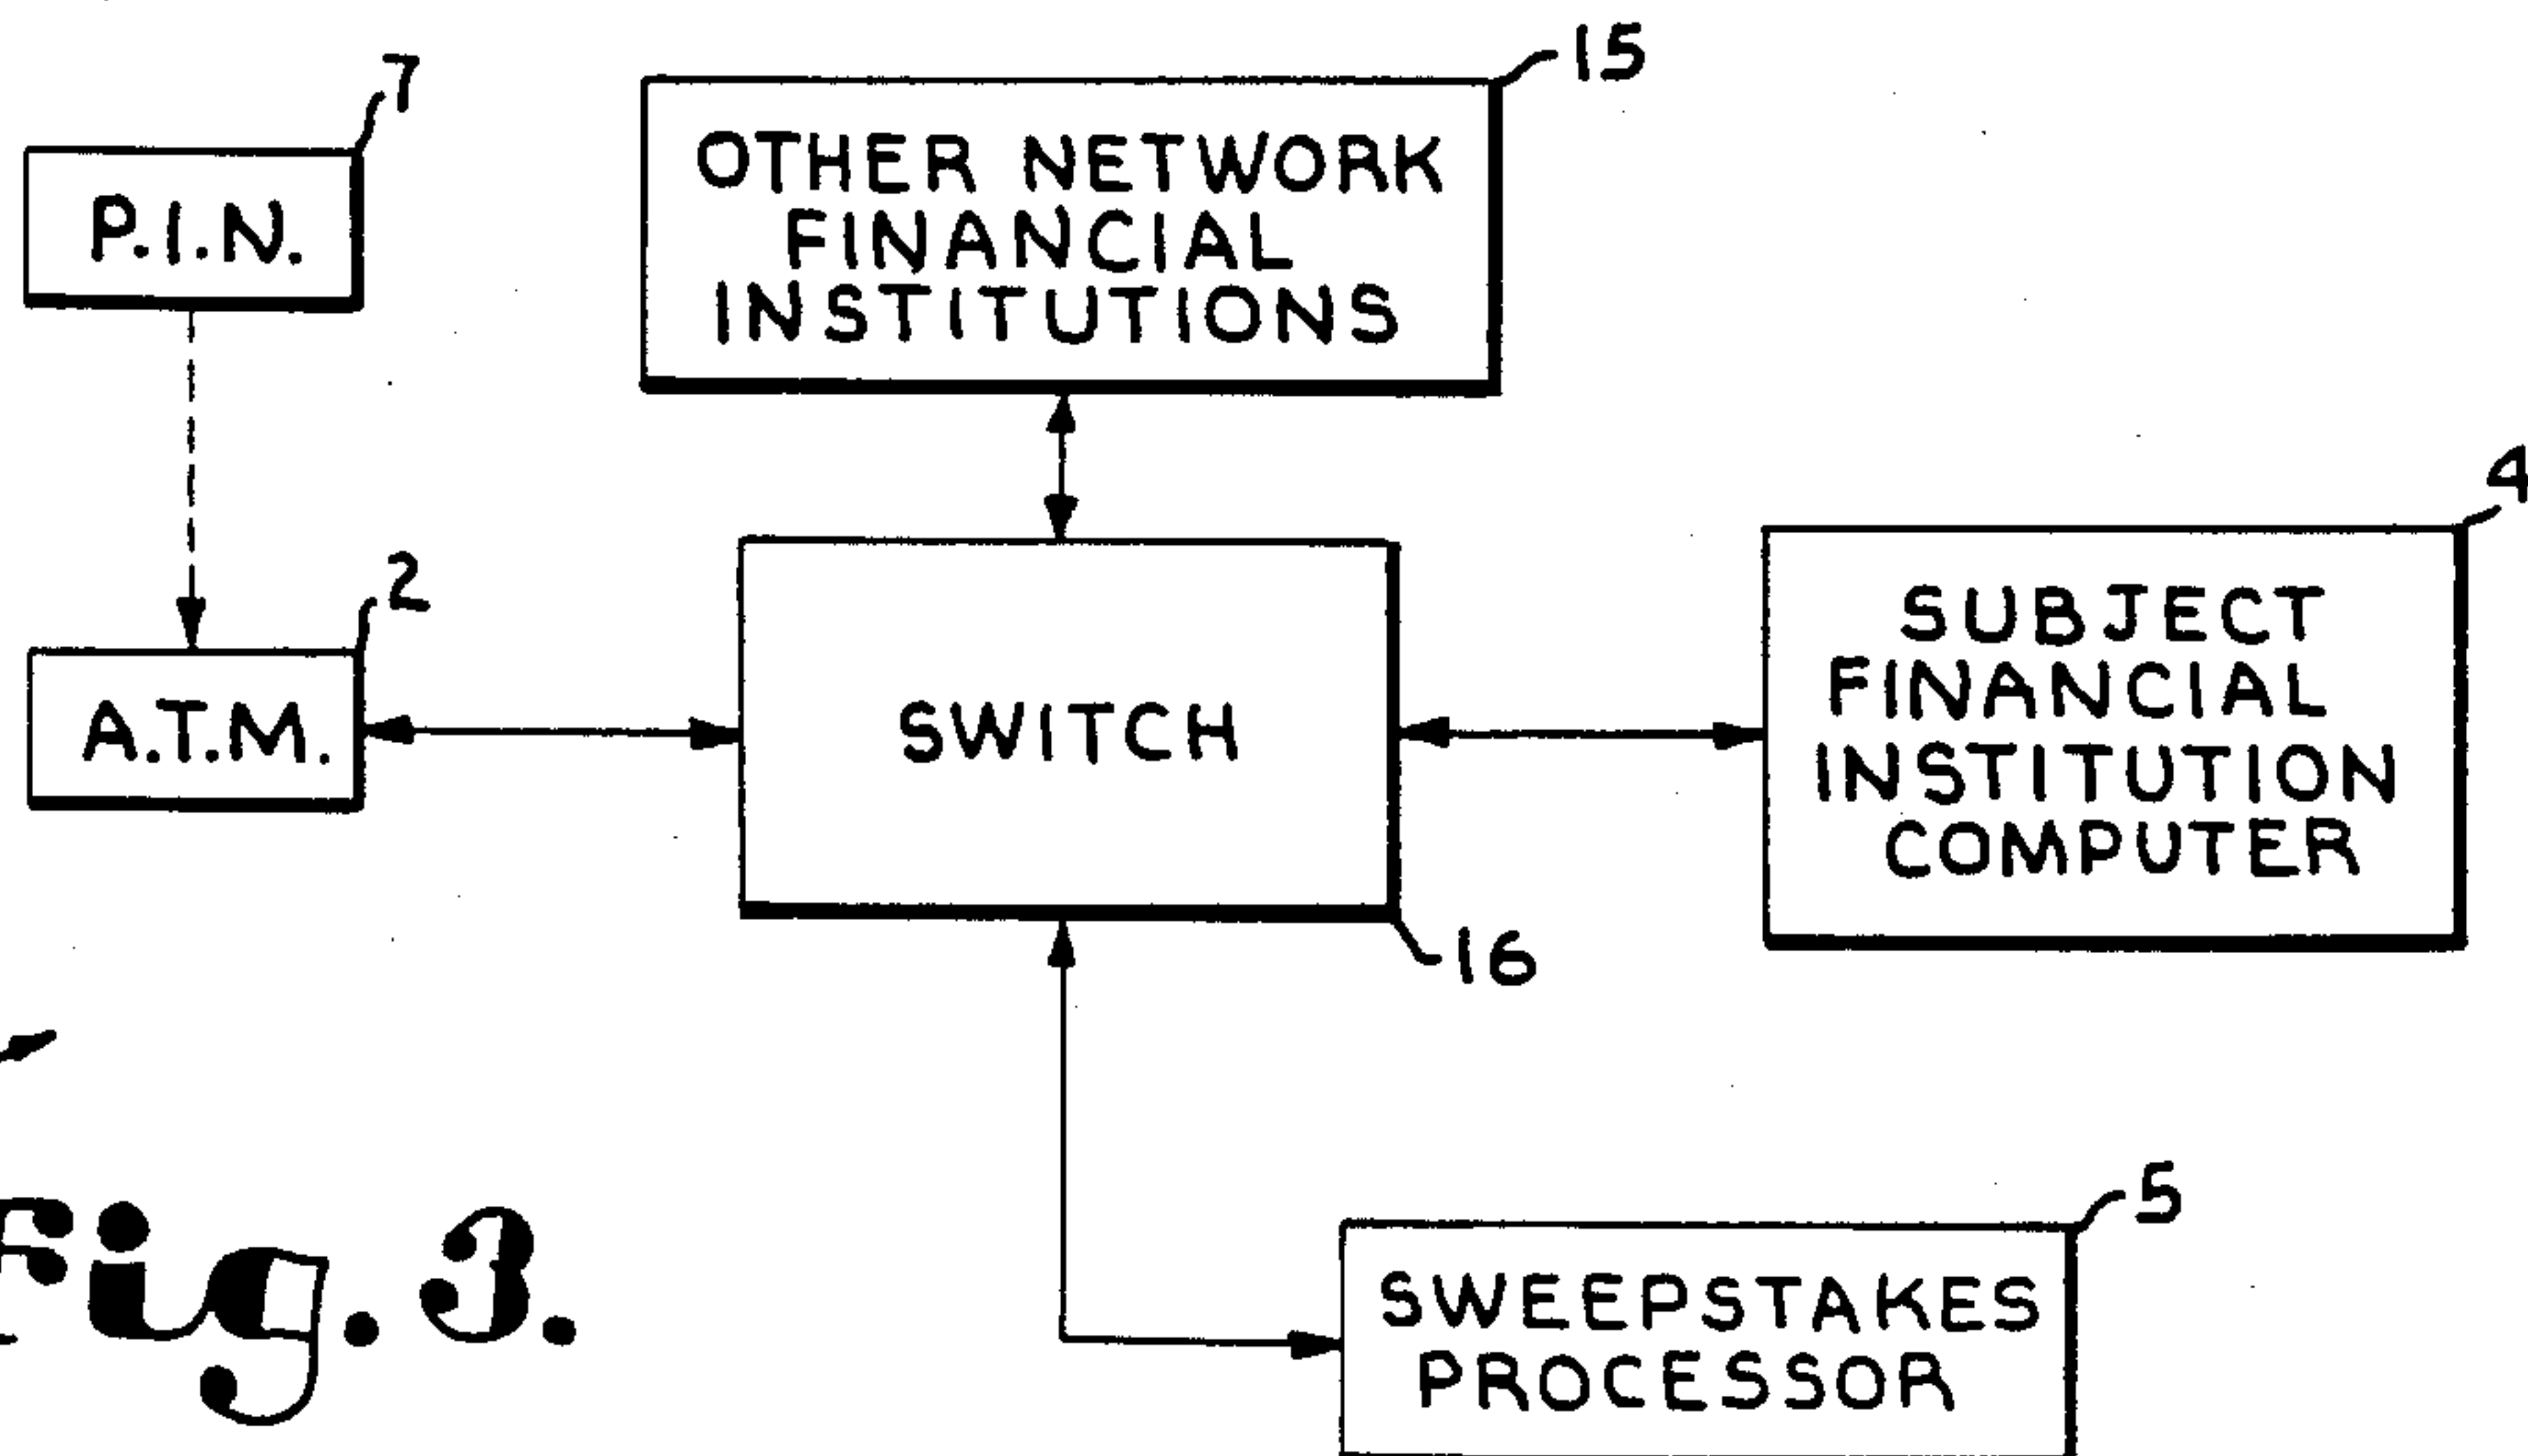 7
P.I.N.
15
OTHER NETWORK
FINANCIAL
INSTITUTIONS
2
A.T.M.
SWITCH
16
4
SUBJECT
FINANCIAL
INSTITUTION
COMPUTER
5
SWEEPSTAKES
PROCESSOR
Fig. 3.